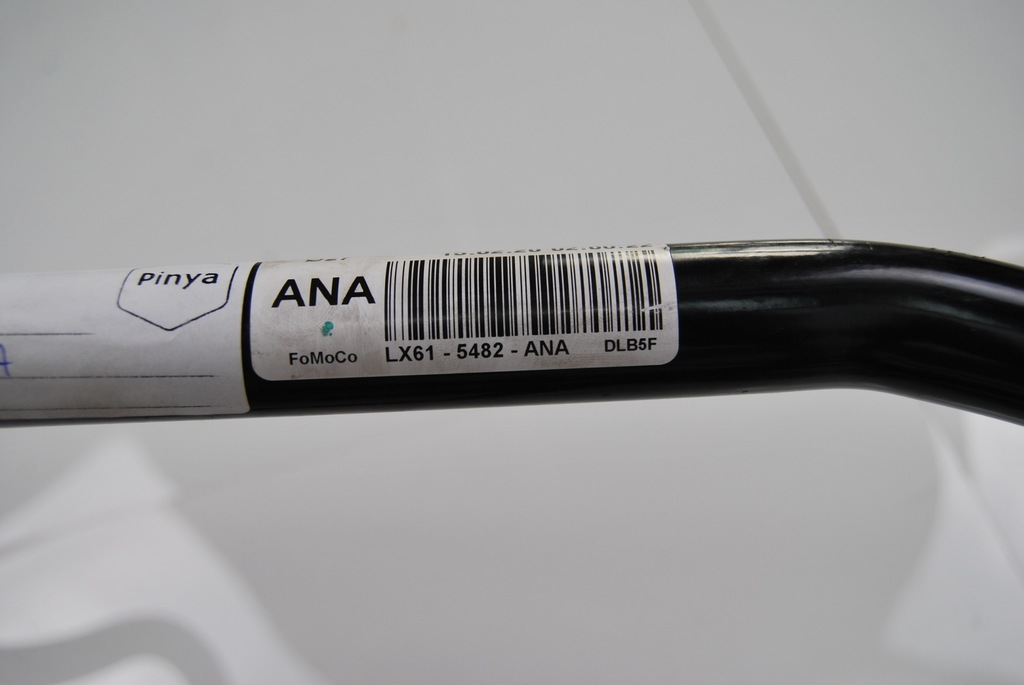 Pinya
ANA
FoMoCo
LX61 - 5482 - ANA
DLB5F